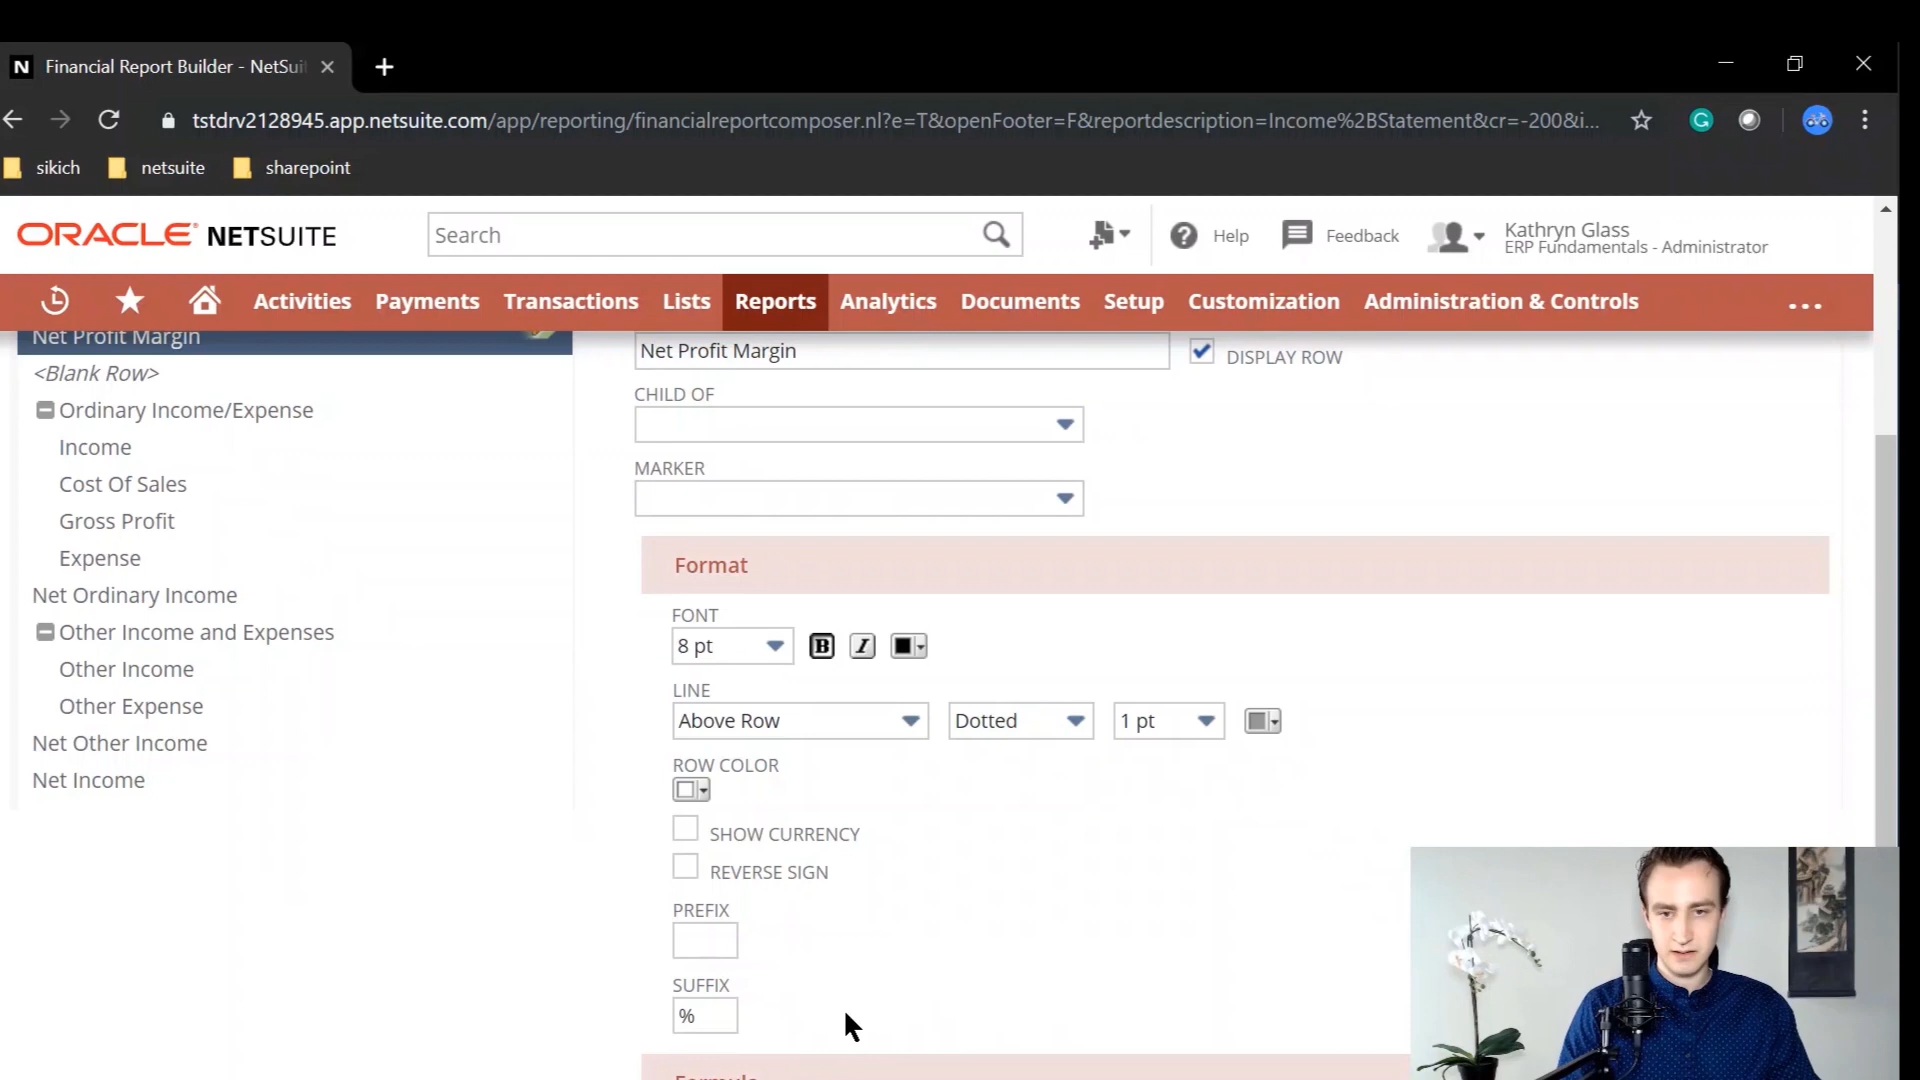 Financial Report Builder - NetSui
tstdrv2128945.app.netsuite.com/app/reporting/financialreportcomposer.nl?e=T&openFooter=F&reportdescription=Income%2BStatement&cr=-200&i...
sikich netsuite sharepoint
ORACLE NETSUITE
Search
Help
Feedback
Kathryn Glass
ERP Fundamentals - Administrator
Activities Payments Transactions Lists Reports Analytics Documents Setup Customization Administration & Controls ...
Net Profit Margin
<Blank Row>
Ordinary Income/Expense
Income
Cost Of Sales
Gross Profit
Expense
Net Ordinary Income
Other Income and Expenses
Other Income
Other Expense
Net Other Income
Net Income
Net Profit Margin
DISPLAY ROW
CHILD OF
MARKER
Format
FONT
8 pt B I
LINE
Above Row Dotted 1 pt
ROW COLOR
SHOW CURRENCY
REVERSE SIGN
PREFIX
SUFFIX
%
Formula